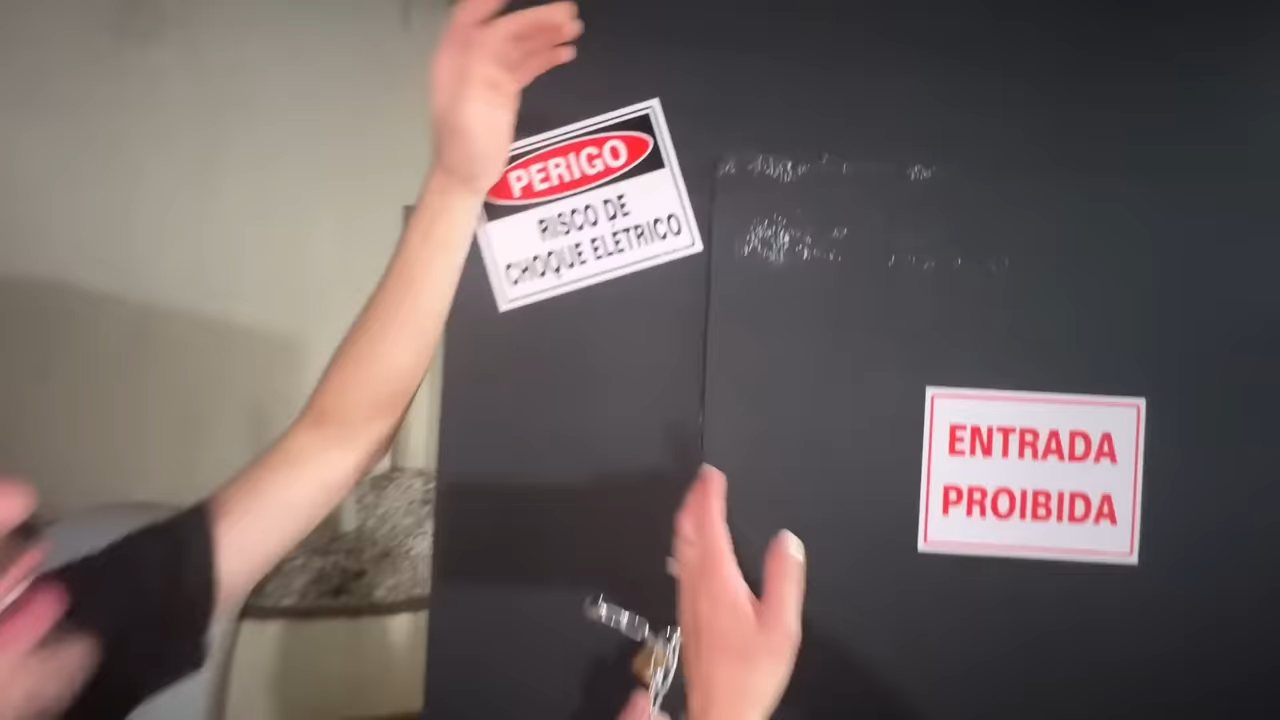 PERIGO
RISCO DE
CHOQUE ELÉTRICO
ENTRADA
PROIBIDA